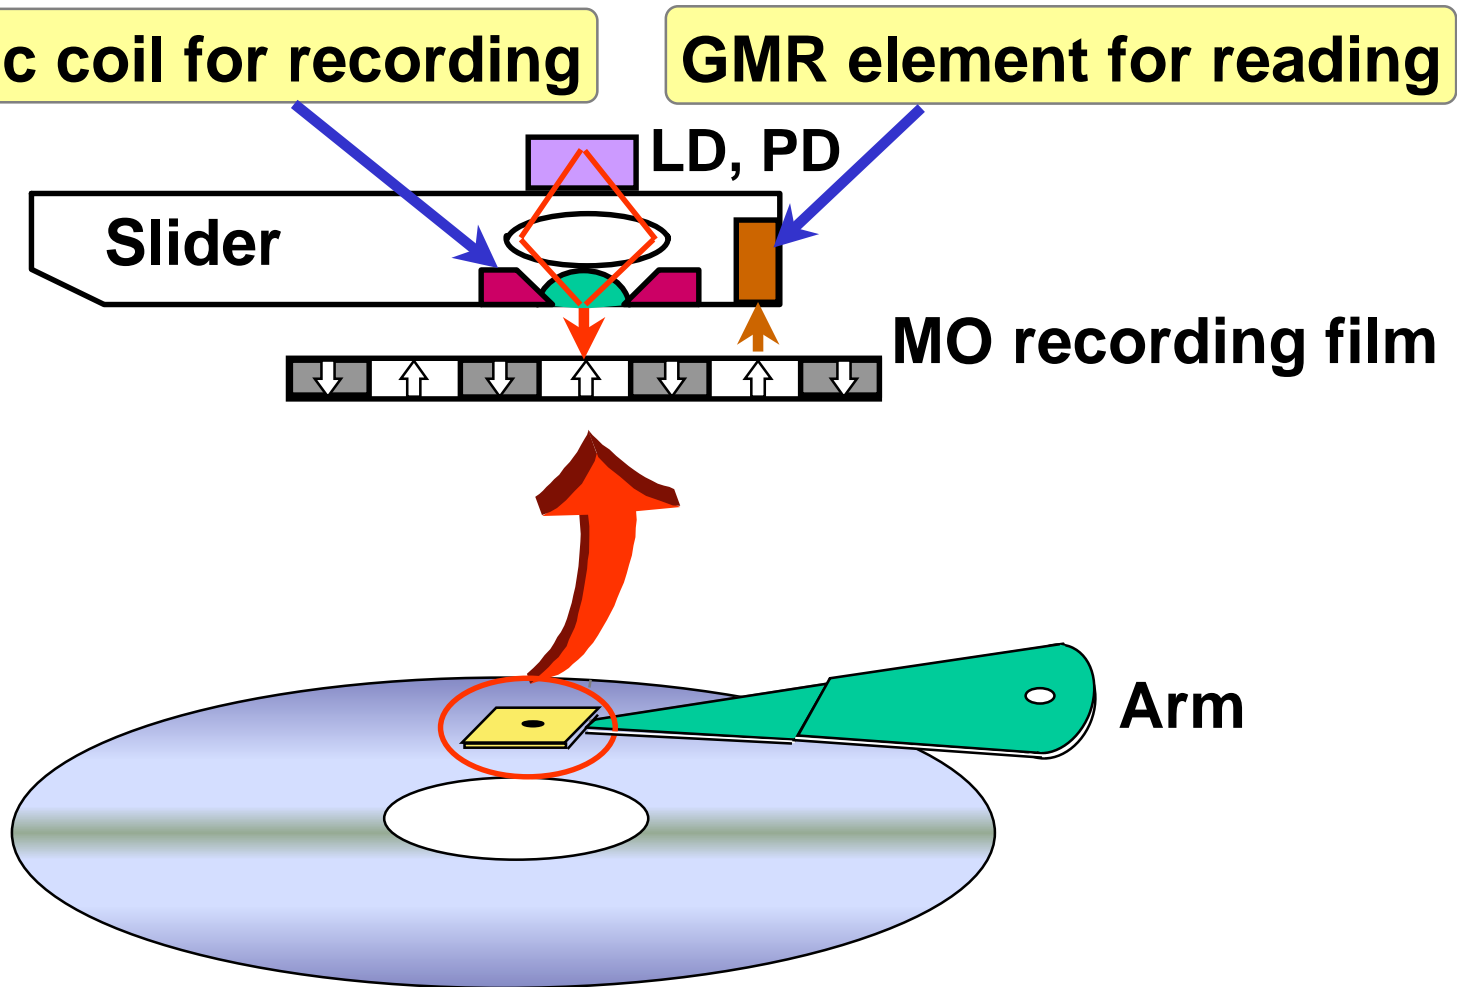 c coil for recording
GMR element for reading
LD, PD
Slider
MO recording film
Arm